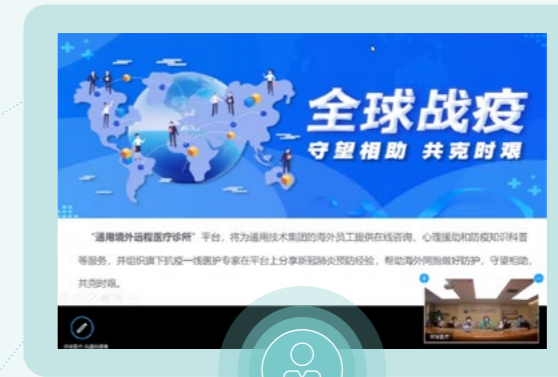 全球战疫
守望相助 共克时艰
“通用境外远程医疗诊所”平台，将为通用技术集团的海外员工提供在线咨询、心理援助和防疫知识科普
等服务，并组织旗下抗疫一线医护专家在平台上分享新冠肺炎预防经验，帮助海外同胞做好防护，守望相助，
共克时艰。